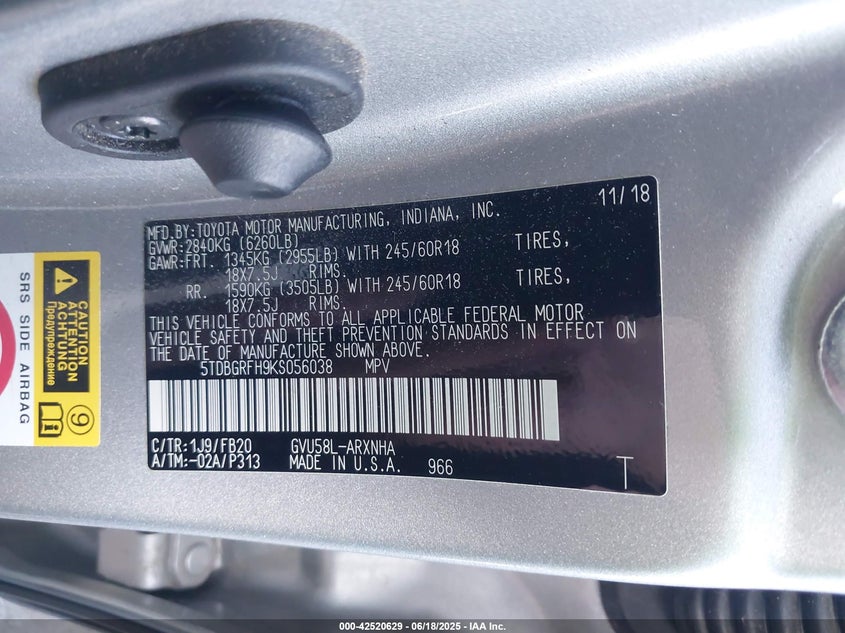 11/18
MFD.BY:TOYOTA MOTOR MANUFACTURING, INDIANA, INC.
GVWR:2840KG (6260LB)
GAWR:FRT. 1345KG (2955LB) WITH 245/60R18 TIRES,
18X7.5J RIMS.
RR. 1590KG (3505LB) WITH 245/60R18 TIRES,
18X7.5J RIMS.
THIS VEHICLE CONFORMS TO ALL APPLICABLE FEDERAL MOTOR
VEHICLE SAFETY AND THEFT PREVENTION STANDARDS IN EFFECT ON
THE DATE OF MANUFACTURE SHOWN ABOVE.
5TDBGRFH9KS056038 MPV
C/TR:1J9/FB20 GVU58L-ARXNHA
A/TM:-02A/P313 MADE IN U.S.A. 966
T
SRS SIDE AIRBAG
CAUTION
ATTENTION
ACHTUNG
Предупреждение
9
000-42520629 - 06/18/2025 - IAA Inc.